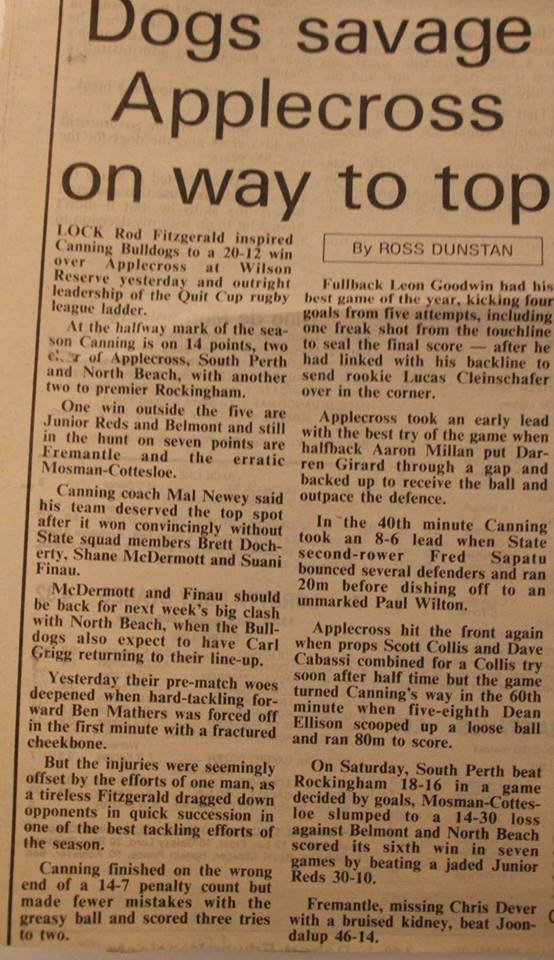 Dogs savage
Applecross
on way to top
LOCK Rod Fitzgerald inspired
Canning Bulldogs to a 20-12 win
over Applecross at Wilson
Reserve yesterday and outright
leadership of the Quit Cup rugby
league ladder.
At the halfway mark of the sea-
son Canning is on 14 points, two
of Applecross, South Perth
and North Beach, with another
two to premier Rockingham.
One win outside the five are
Junior Reds and Belmont and still
in the hunt on seven points are
Fremantle and the erratic
Mosman-Cottesloe.
Canning coach Mal Newey said
his team deserved the top spot
after it won convincingly without
State squad members Brett Doch-
erty, Shane McDermott and Suani
Finau.
McDermott and Finau should
be back for next week's big clash
with North Beach, when the Bull-
dogs also expect to have Carl
Grigg returning to their line-up.
Yesterday their pre-match woes
deepened when hard-tackling for-
ward Ben Mathers was forced off
in the first minute with a fractured
cheekbone.
But the injuries were seemingly
offset by the efforts of one man, as
a tireless Fitzgerald dragged down
opponents in quick succession in
one of the best tackling efforts of
the season.
Canning finished on the wrong
end of a 14-7 penalty count but
made fewer mistakes with the
greasy ball and scored three tries
to two.
By ROSS DUNSTAN
Fullback Leon Goodwin had his
best game of the year, kicking four
goals from five attempts, including
one freak shot from the touchline
to seal the final score — after he
had linked with his backline to
send rookie Lucas Cleinschafer
over in the corner.
Applecross took an early lead
with the best try of the game when
halfback Aaron Millan put Dar-
ren Girard through a gap and
backed up to receive the ball and
outpace the defence.
In the 40th minute Canning
took an 8-6 lead when State
second-rower Fred Sapatu
bounced several defenders and ran
20m before dishing off to an
unmarked Paul Wilton.
Applecross hit the front again
when props Scott Collis and Dave
Cabassi combined for a Collis try
soon after half time but the game
turned Canning's way in the 60th
minute when five-eighth Dean
Ellison scooped up a loose ball
and ran 80m to score.
On Saturday, South Perth beat
Rockingham 18-16 in a game
decided by goals, Mosman-Cottes-
loe slumped to a 14-30 loss
against Belmont and North Beach
scored its sixth win in seven
games by beating a jaded Junior
Reds 30-10.
Fremantle, missing Chris Dever
with a bruised kidney, beat Joon-
dalup 46-14.